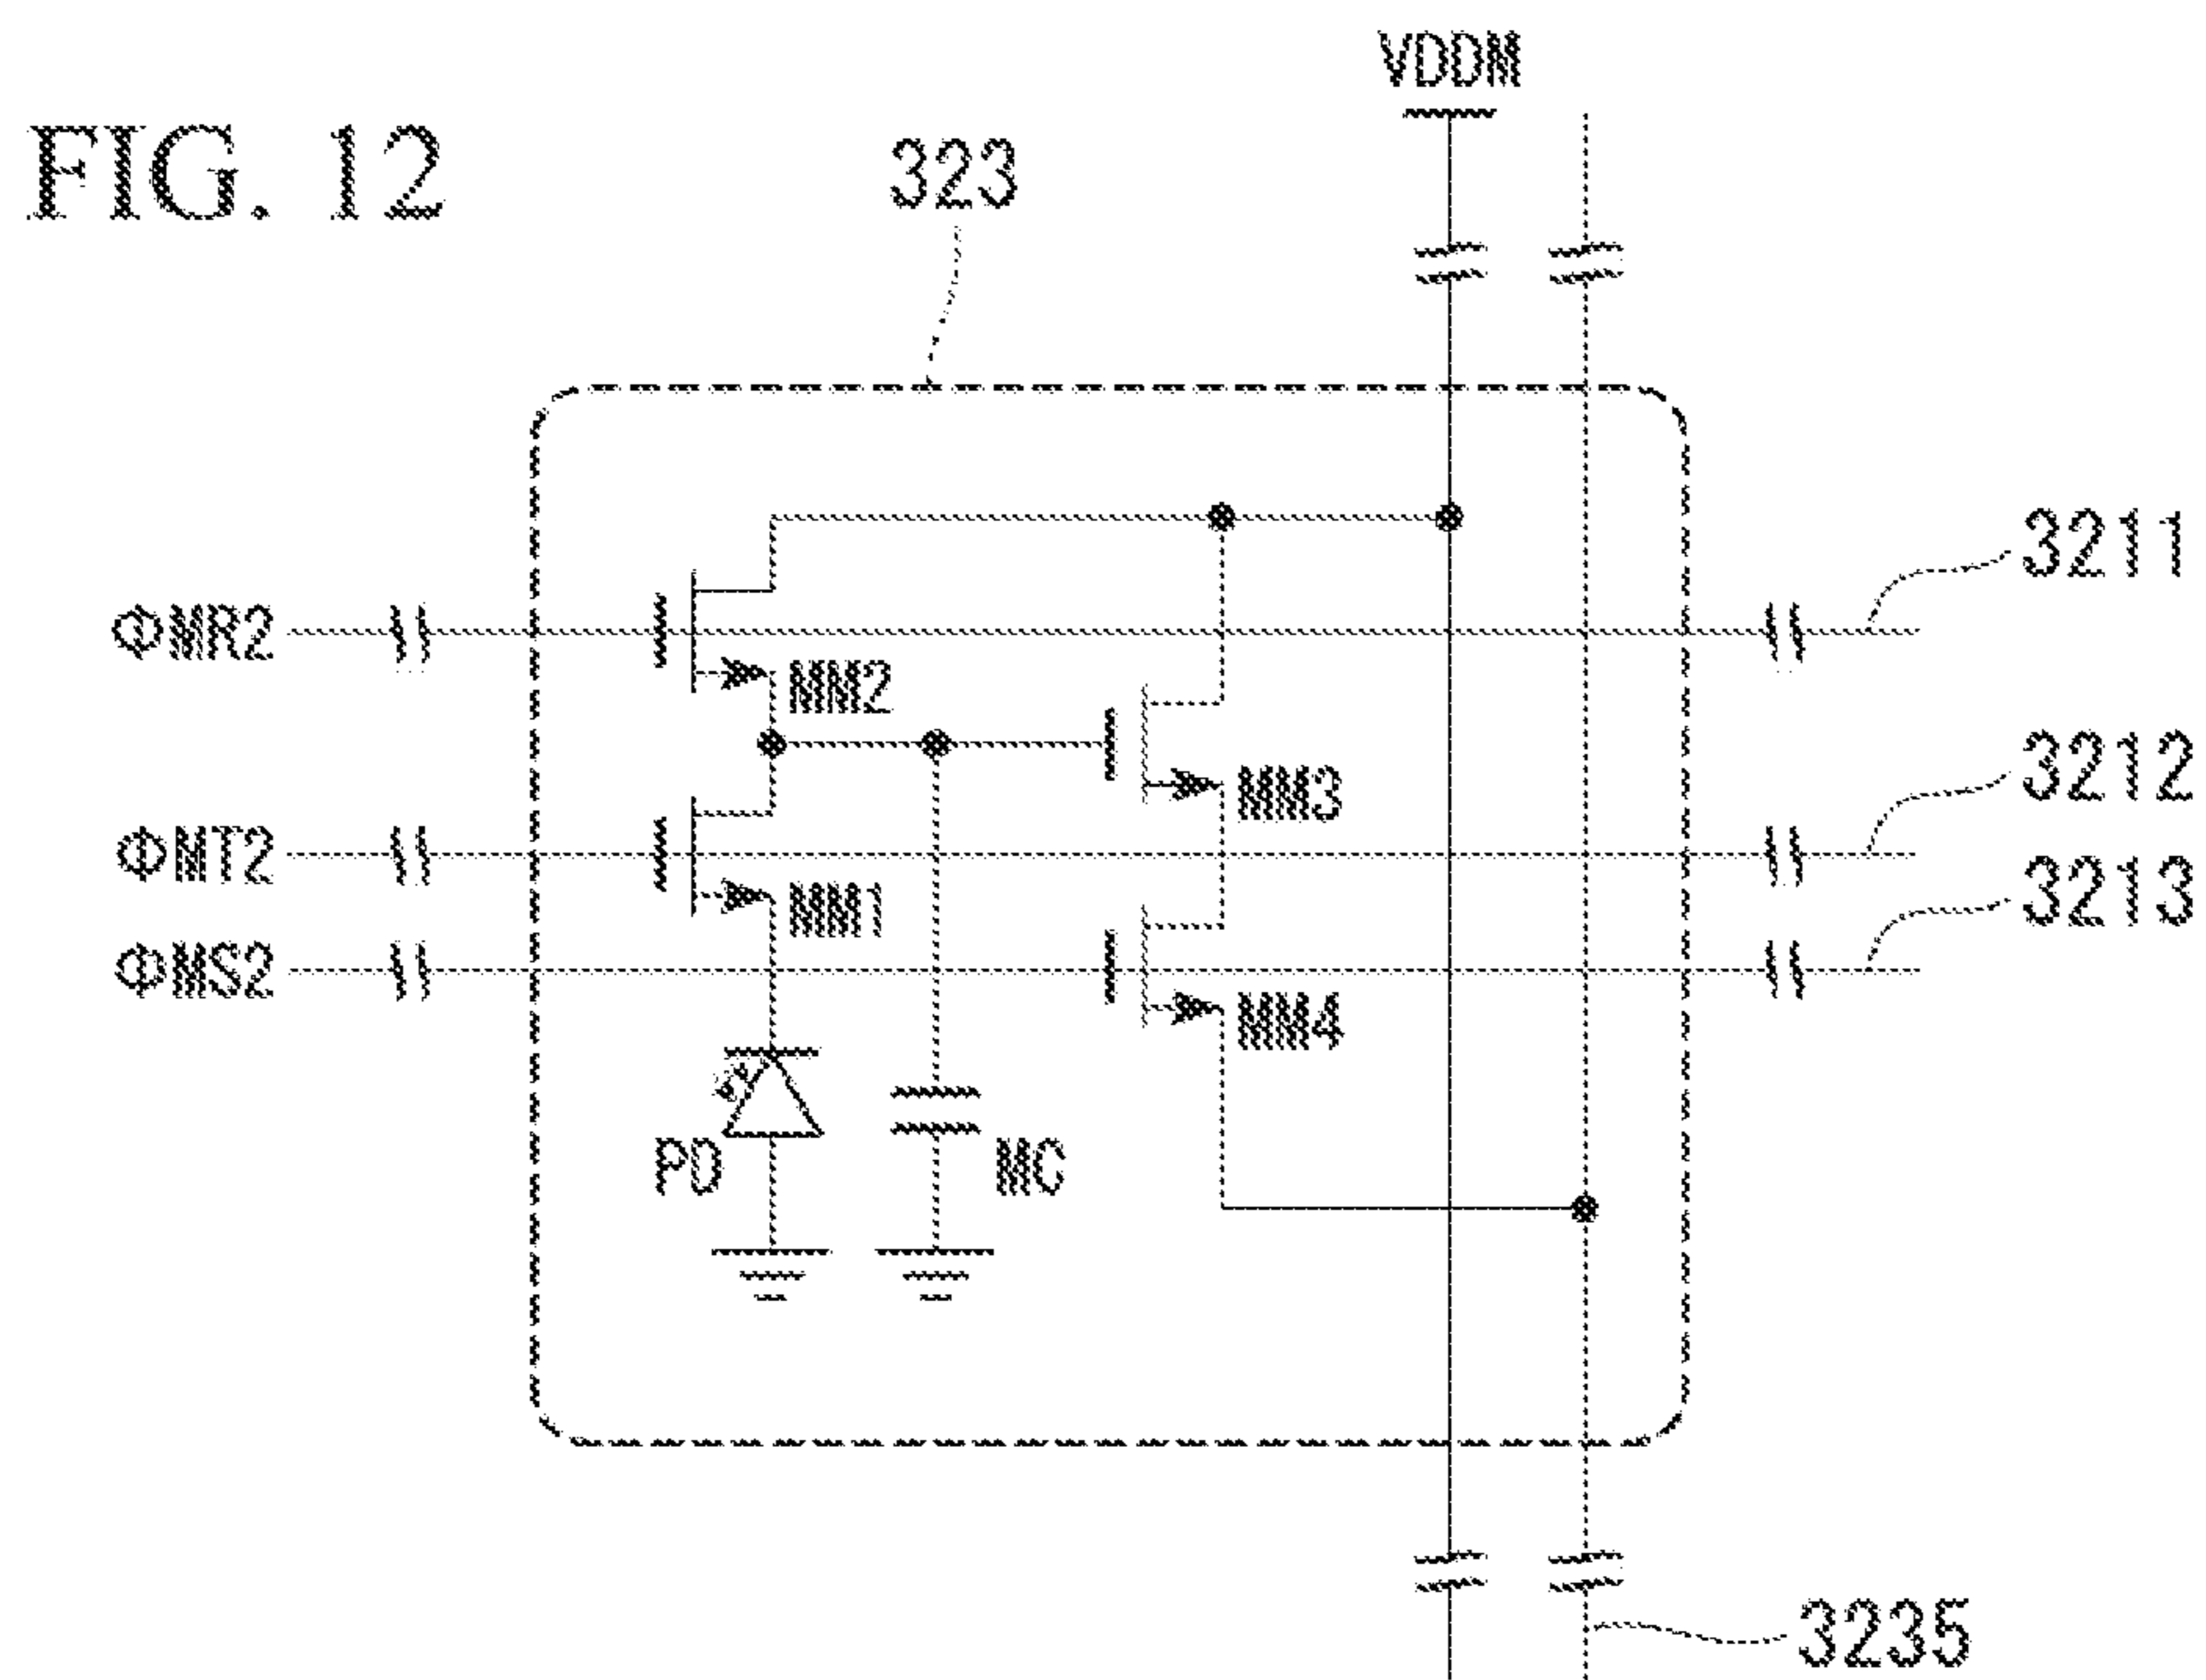 FIG. 12
VDDM
323
3211
ΦMR2
MM2
3212
MM3
ΦMT2
3213
MM1
ΦMS2
MM4
PD
MC
3235